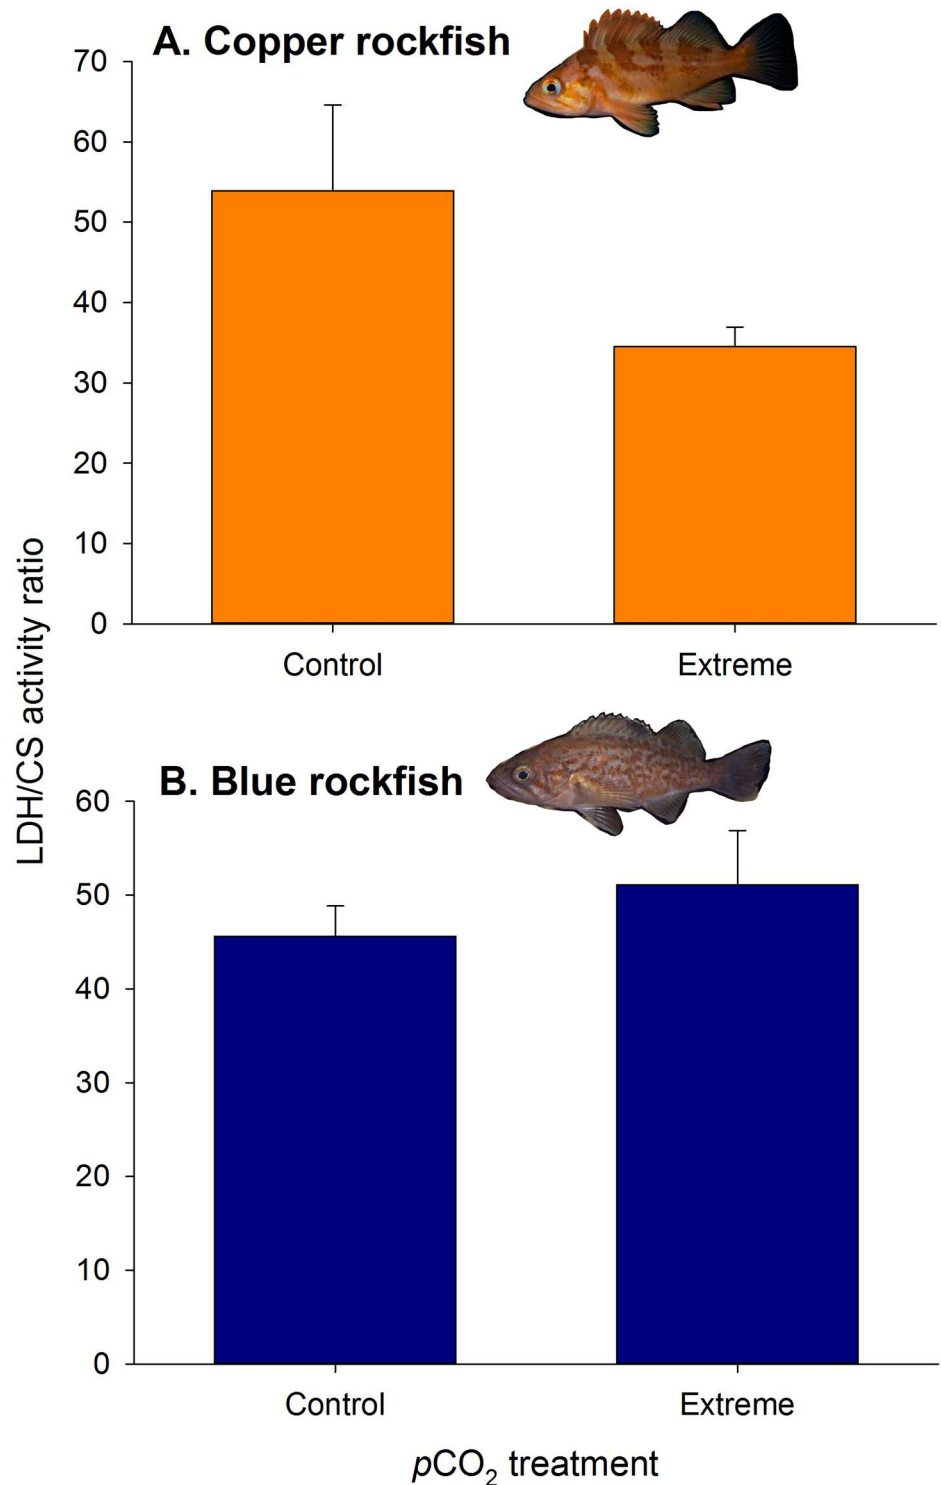 A. Copper rockfish
70
60
50
40
30
20
10
0
Control Extreme
LDH/CS activity ratio
B. Blue rockfish
60
50
40
30
20
10
0
Control Extreme
pCO₂ treatment